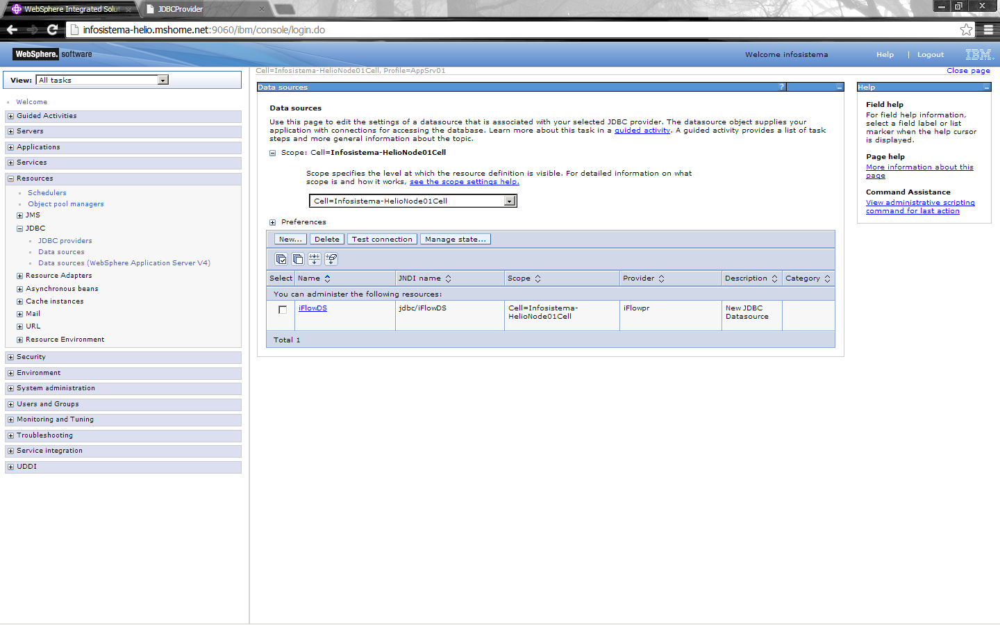 WebSphere Integrated Solut
JDBCProvider
infosistema-helio.mshome.net:9060/ibm/console/login.do
WebSphere. software
Welcome infosistema
Help | Logout
IBM.
View: All tasks
Welcome
Guided Activities
Servers
Applications
Services
Resources
Schedulers
Object pool managers
JMS
JDBC
JDBC providers
Data sources
Data sources (WebSphere Application Server V4)
Resource Adapters
Asynchronous beans
Cache instances
Mail
URL
Resource Environment
Security
Environment
System administration
Users and Groups
Monitoring and Tuning
Troubleshooting
Service integration
UDDI
Cell=Infosistema-HelioNode01Cell, Profile=AppSrv01
Close page
Data sources
?
Data sources
Use this page to edit the settings of a datasource that is associated with your selected JDBC provider. The datasource object supplies your
application with connections for accessing the database. Learn more about this task in a guided activity. A guided activity provides a list of task
steps and more general information about the topic.
Scope: Cell=Infosistema-HelioNode01Cell
Scope specifies the level at which the resource definition is visible. For detailed information on what
scope is and how it works, see the scope settings help.
Cell=Infosistema-HelioNode01Cell
Preferences
New... Delete Test connection Manage state...
Select Name JNDI name Scope Provider Description Category
You can administer the following resources:
iFlowDS
jdbc/iFlowDS
Cell=Infosistema-
HelioNode01Cell
iFlowpr
New JDBC
Datasource
Total 1
Help
Field help
For field help information,
select a field label or list
marker when the help cursor
is displayed.
Page help
More information about this
page
Command Assistance
View administrative scripting
command for last action